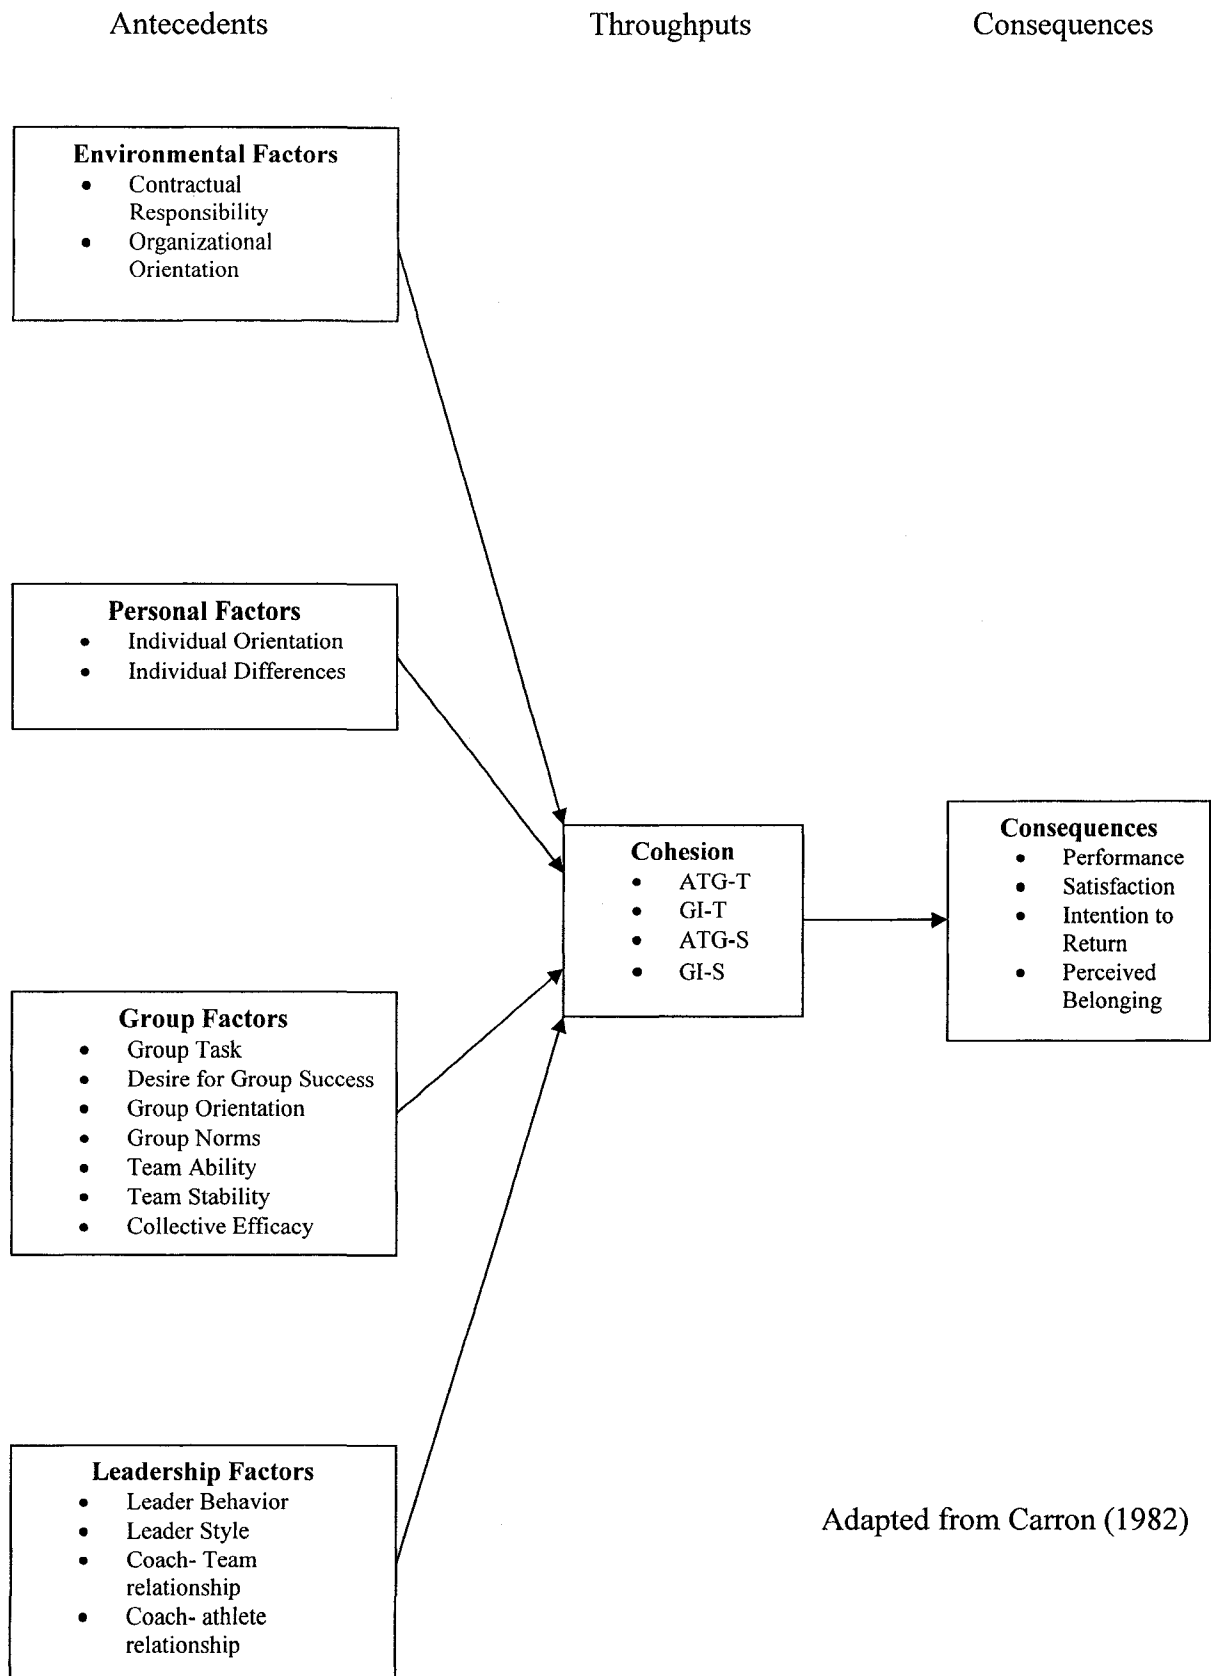 Antecedents
Throughputs
Consequences
Environmental Factors
• Contractual
Responsibility
• Organizational
Orientation
Personal Factors
• Individual Orientation
• Individual Differences
Cohesion
• ATG-T
• GI-T
• ATG-S
• GI-S
Consequences
• Performance
• Satisfaction
• Intention to
Return
• Perceived
Belonging
Group Factors
• Group Task
• Desire for Group Success
• Group Orientation
• Group Norms
• Team Ability
• Team Stability
• Collective Efficacy
Leadership Factors
• Leader Behavior
• Leader Style
• Coach- Team
relationship
• Coach- athlete
relationship
Adapted from Carron (1982)